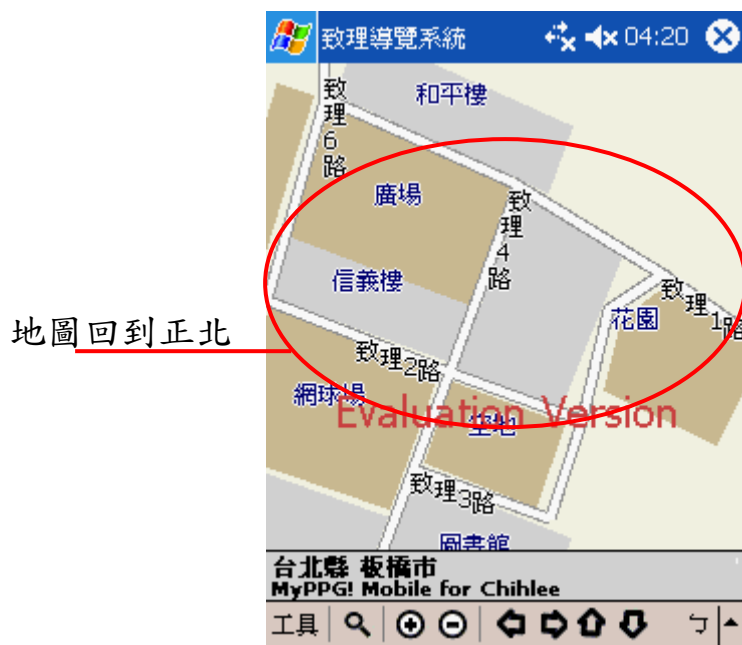 致理導覽系統 04:20
致理6路
和平樓
廣場
致理4路
信義樓
致理1路
花園
地圖回到正北
致理2路
網球場
Evaluation Version
空地
致理3路
圖書館
台北縣 板橋市
MyPPG! Mobile for Chihlee
工具
ㄅ